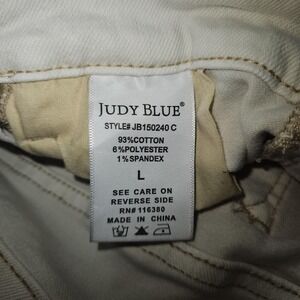 JUDY BLUE®
STYLE# JB150240 C
93%COTTON
6%POLYESTER
1%SPANDEX
L
SEE CARE ON
REVERSE SIDE
RN# 116380
MADE IN CHINA